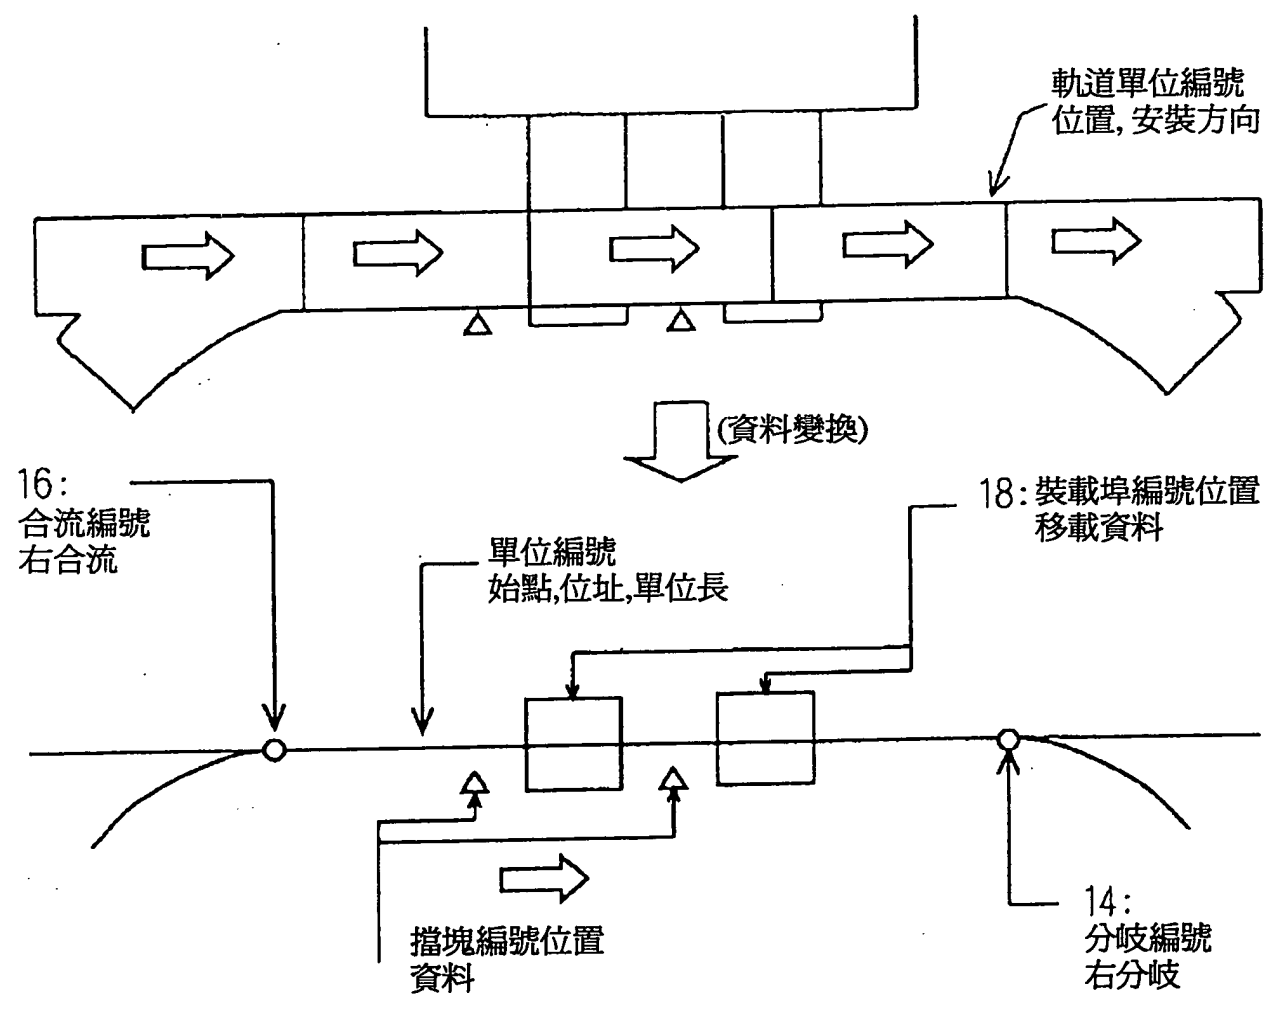 軌道單位編號
位置,安裝方向
(資料變換)
16:
合流編號
右合流
單位編號
始點,位址,單位長
18:裝載埠編號位置
移載資料
擋塊編號位置
資料
14:
分岐編號
右分岐